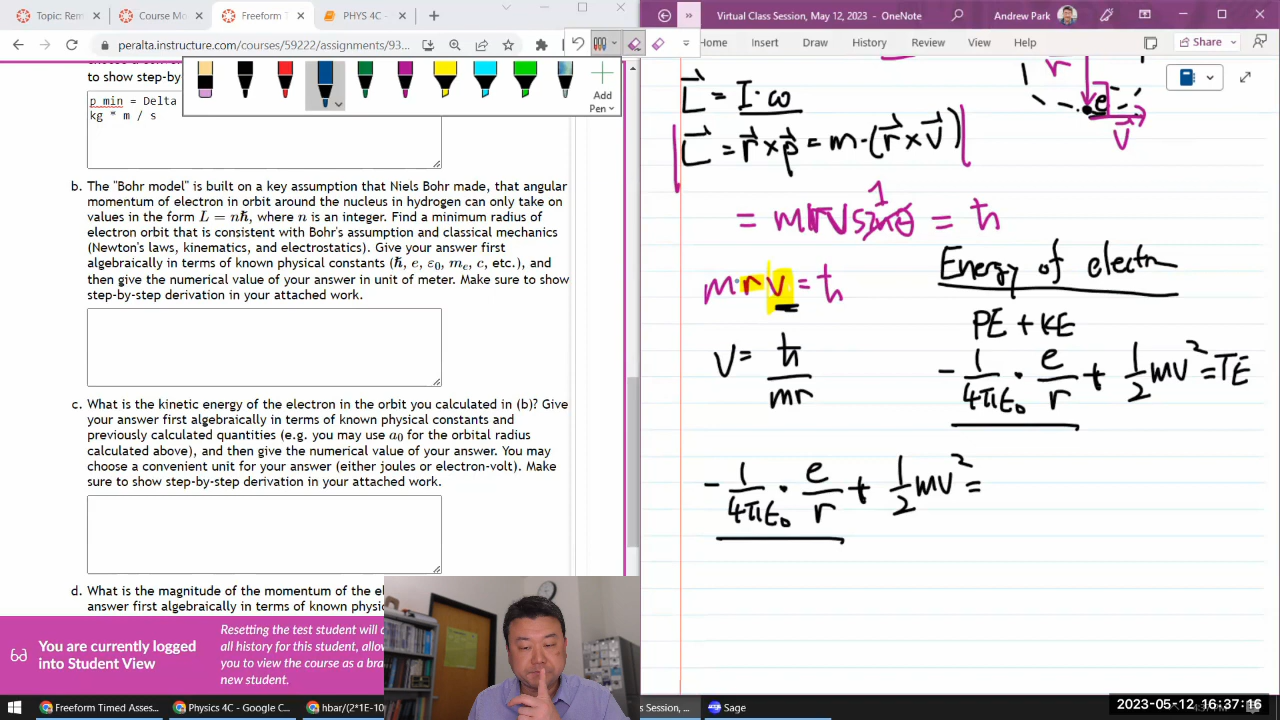 Topic Rem
Course Mo
Freeform T
PHYS 4C -
peralta.instructure.com/courses/59222/assignments/93...
Add
Pen
to show step-by-step
p_min = Delta
kg * m / s
b. The "Bohr model" is built on a key assumption that Niels Bohr made, that angular
momentum of electron in orbit around the nucleus in hydrogen can only take on
values in the form L = nℏ, where n is an integer. Find a minimum radius of
electron orbit that is consistent with Bohr's assumption and classical mechanics
(Newton's laws, kinematics, and electrostatics). Give your answer first
algebraically in terms of known physical constants (ℏ, e, ε₀, mₑ, c, etc.), and
then give the numerical value of your answer in unit of meter. Make sure to show
step-by-step derivation in your attached work.
c. What is the kinetic energy of the electron in the orbit you calculated in (b)? Give
your answer first algebraically in terms of known physical constants and
previously calculated quantities (e.g. you may use a₀ for the orbital radius
calculated above), and then give the numerical value of your answer. You may
choose a convenient unit for your answer (either joules or electron-volt). Make
sure to show step-by-step derivation in your attached work.
d. What is the magnitude of the momentum of the el
answer first algebraically in terms of known physic
You are currently logged
into Student View
Resetting the test student will
all history for this student, allow
you to view the course as a bra
new student.
Virtual Class Session, May 12, 2023 - OneNote
Andrew Park
Home
Insert
Draw
History
Review
View
Help
Share
r
e
v⃗
L⃗ = I·ω
|L⃗ = r⃗ × p⃗ = m·(r⃗ × v⃗)|
= mrv sinθ 1 = ℏ
m·r v = ℏ
Energy of electron
PE + KE
v = ℏ/mr
- 1/4πε₀ · e/r + 1/2 mv² = TE
- 1/4πε₀ · e/r + 1/2 mv² =
Freeform Timed Asses...
Physics 4C - Google C...
hbar/(2*1E-10
s Session, ...
Sage
2023-05-12 16:37:16